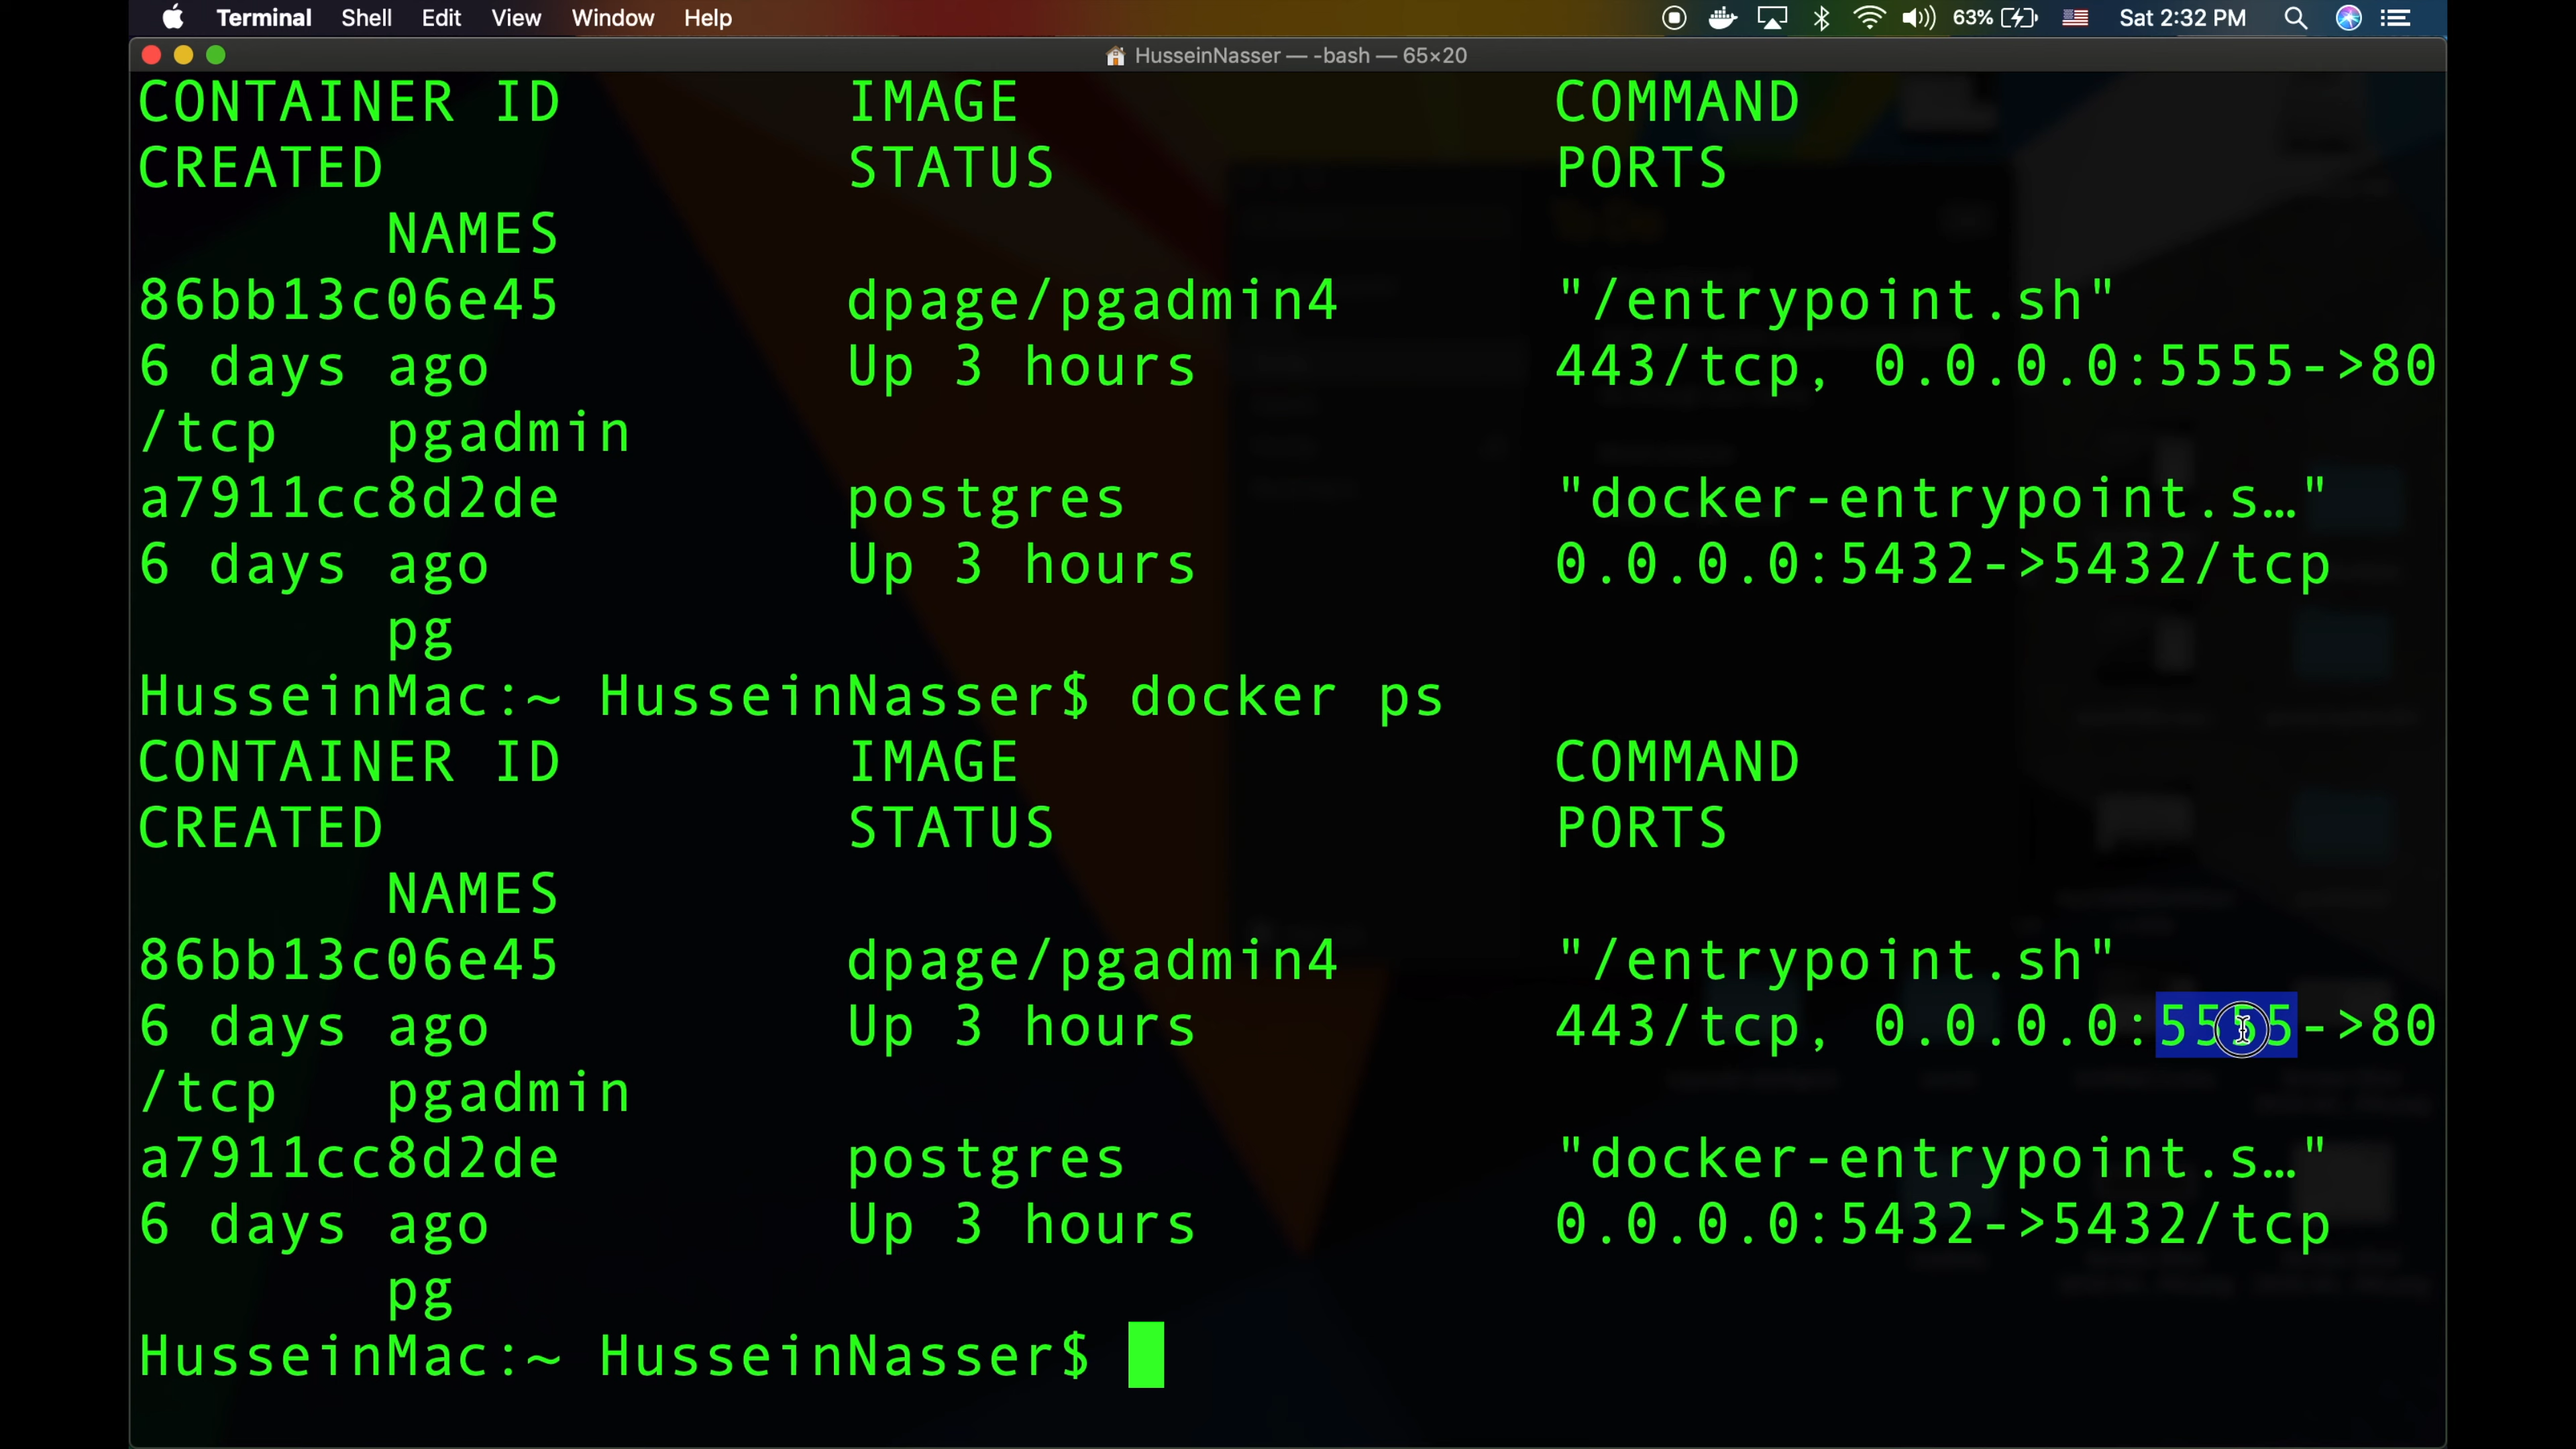 Terminal Shell Edit View Window Help 63% Sat 2:32 PM
HusseinNasser — -bash — 65×20
CONTAINER ID IMAGE COMMAND
CREATED STATUS PORTS
NAMES
86bb13c06e45 dpage/pgadmin4 "/entrypoint.sh"
6 days ago Up 3 hours 443/tcp, 0.0.0.0:5555->80
/tcp pgadmin
a7911cc8d2de postgres "docker-entrypoint.s…"
6 days ago Up 3 hours 0.0.0.0:5432->5432/tcp
pg
HusseinMac:~ HusseinNasser$ docker ps
CONTAINER ID IMAGE COMMAND
CREATED STATUS PORTS
NAMES
86bb13c06e45 dpage/pgadmin4 "/entrypoint.sh"
6 days ago Up 3 hours 443/tcp, 0.0.0.0:5555->80
/tcp pgadmin
a7911cc8d2de postgres "docker-entrypoint.s…"
6 days ago Up 3 hours 0.0.0.0:5432->5432/tcp
pg
HusseinMac:~ HusseinNasser$